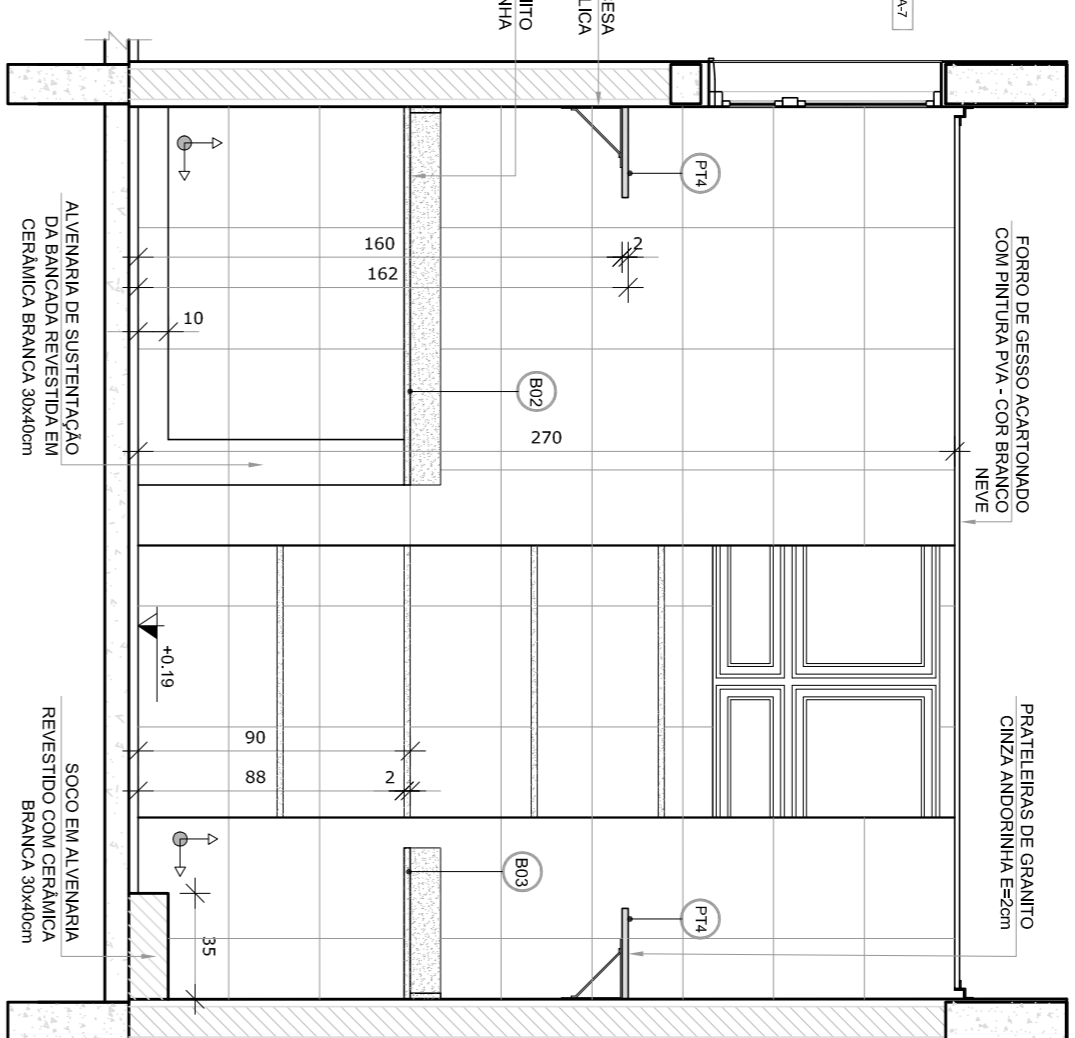 FORRO DE GESSO ACARTONADO
COM PINTURA PVA - COR BRANCO
NEVE
PRATELEIRAS DE GRANITO
CINZA ANDORINHA E=2cm
A-7
ESA
LICA
ITO
NHA
PT4
PT4
2
160
162
10
B02
270
B03
90
88
2
+0.19
35
ALVENARIA DE SUSTENTAÇÃO
DA BANCADA REVESTIDA EM
CERÂMICA BRANCA 30x40cm
SOCO EM ALVENARIA
REVESTIDO COM CERÂMICA
BRANCA 30x40cm